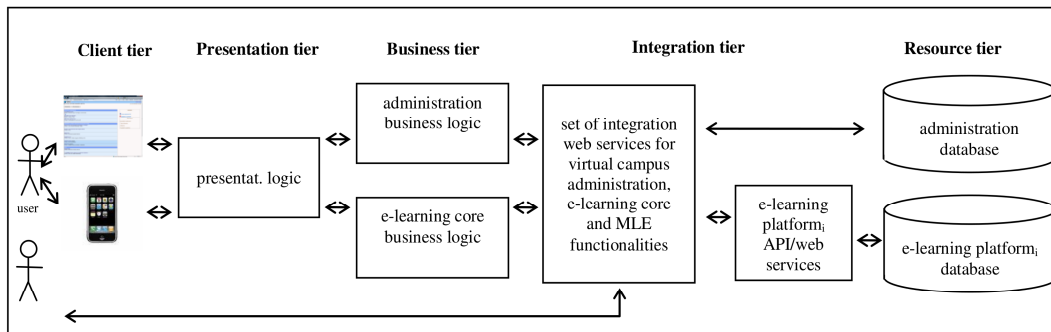 Client tier
Presentation tier
Business tier
Integration tier
Resource tier
user
presentat. logic
administration
business logic
e-learning core
business logic
set of integration
web services for
virtual campus
administration,
e-learning core
and MLE
functionalities
e-learning
platformᵢ
API/web
services
administration
database
e-learning platformᵢ
database